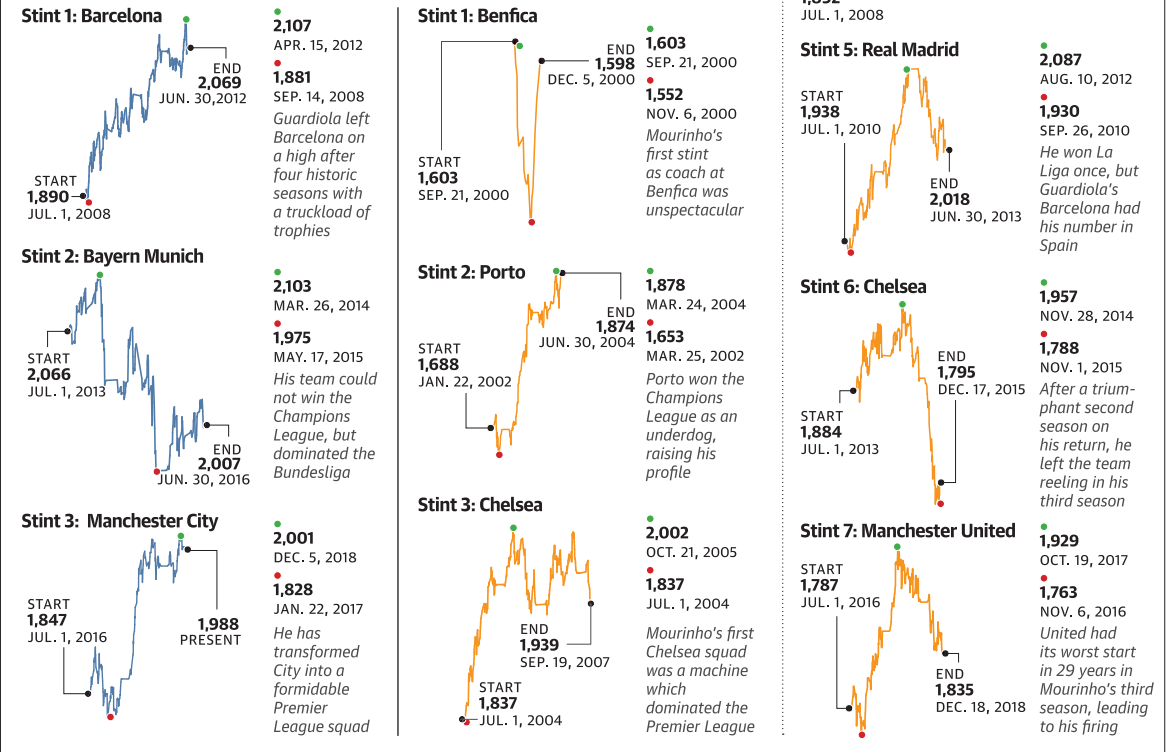 Stint 1: Barcelona
2,107
APR. 15, 2012
END
2,069
JUN. 30,2012
1,881
SEP. 14, 2008
Guardiola left
Barcelona on
a high after
four historic
seasons with
a truckload of
trophies
START
1,890
JUL. 1, 2008
Stint 2: Bayern Munich
2,103
MAR. 26, 2014
1,975
MAY. 17, 2015
START
2,066
JUL. 1, 2013
His team could
not win the
Champions
League, but
dominated the
Bundesliga
END
2,007
JUN. 30, 2016
Stint 3: Manchester City
2,001
DEC. 5, 2018
1,828
JAN. 22, 2017
START
1,847
JUL. 1, 2016
1,988
PRESENT
He has
transformed
City into a
formidable
Premier
League squad
Stint 1: Benfica
1,603
SEP. 21, 2000
END
1,598
DEC. 5, 2000
1,552
NOV. 6, 2000
Mourinho's
first stint
as coach at
Benfica was
unspectacular
START
1,603
SEP. 21, 2000
Stint 2: Porto
1,878
MAR. 24, 2004
END
1,874
JUN. 30, 2004
1,653
MAR. 25, 2002
START
1,688
JAN. 22, 2002
Porto won the
Champions
League as an
underdog,
raising his
profile
Stint 3: Chelsea
2,002
OCT. 21, 2005
1,837
JUL. 1, 2004
END
1,939
SEP. 19, 2007
Mourinho's first
Chelsea squad
was a machine
which
dominated the
Premier League
START
1,837
JUL. 1, 2004
JUL. 1, 2008
Stint 5: Real Madrid
2,087
AUG. 10, 2012
START
1,938
JUL. 1, 2010
1,930
SEP. 26, 2010
He won La
Liga once, but
Guardiola's
Barcelona had
his number in
Spain
END
2,018
JUN. 30, 2013
Stint 6: Chelsea
1,957
NOV. 28, 2014
1,788
NOV. 1, 2015
END
1,795
DEC. 17, 2015
After a trium-
phant second
season on
his return, he
left the team
reeling in his
third season
START
1,884
JUL. 1, 2013
Stint 7: Manchester United
1,929
OCT. 19, 2017
START
1,787
JUL. 1, 2016
1,763
NOV. 6, 2016
United had
its worst start
in 29 years in
Mourinho's third
season, leading
to his firing
END
1,835
DEC. 18, 2018